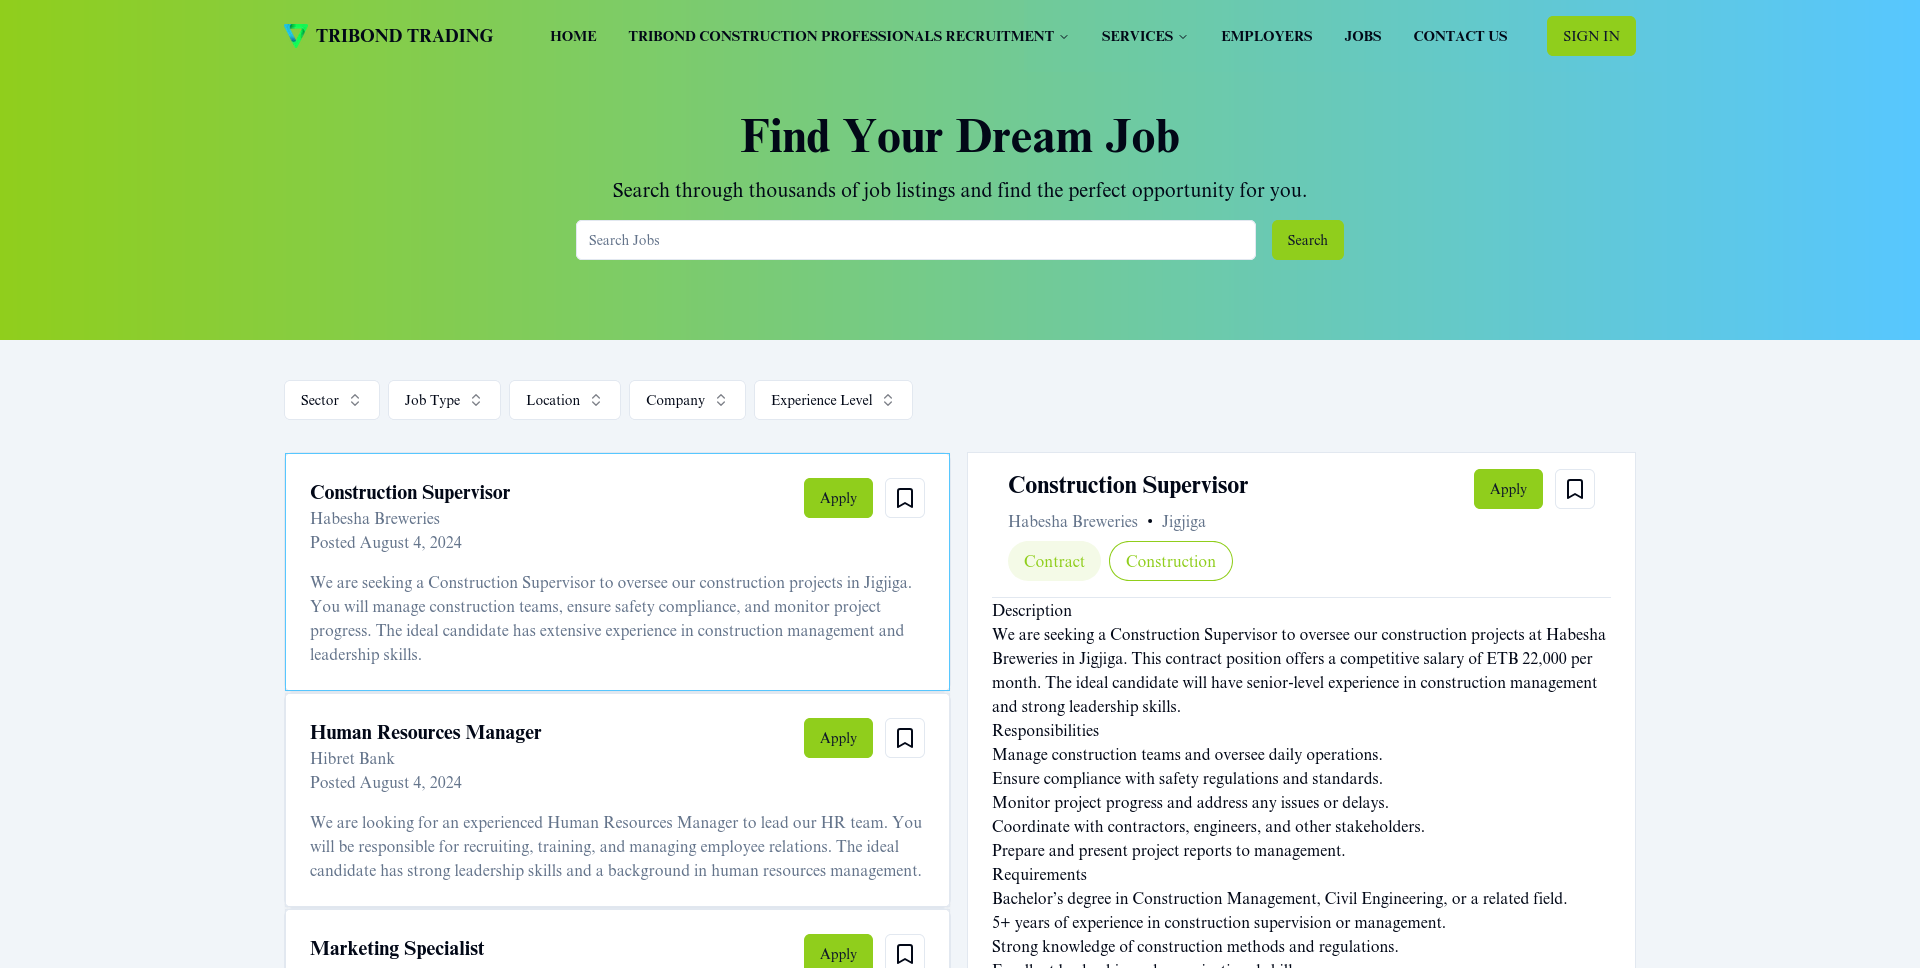 TRIBOND TRADING
HOME
TRIBOND CONSTRUCTION PROFESSIONALS RECRUITMENT
SERVICES
EMPLOYERS
JOBS
CONTACT US
SIGN IN
Find Your Dream Job
Search through thousands of job listings and find the perfect opportunity for you.
Search Jobs
Search
Sector
Job Type
Location
Company
Experience Level
Construction Supervisor
Apply
Habesha Breweries
Posted August 4, 2024
We are seeking a Construction Supervisor to oversee our construction projects in Jigjiga.
You will manage construction teams, ensure safety compliance, and monitor project
progress. The ideal candidate has extensive experience in construction management and
leadership skills.
Human Resources Manager
Apply
Hibret Bank
Posted August 4, 2024
We are looking for an experienced Human Resources Manager to lead our HR team. You
will be responsible for recruiting, training, and managing employee relations. The ideal
candidate has strong leadership skills and a background in human resources management.
Marketing Specialist
Apply
Construction Supervisor
Apply
Habesha Breweries • Jigjiga
Contract
Construction
Description
We are seeking a Construction Supervisor to oversee our construction projects at Habesha
Breweries in Jigjiga. This contract position offers a competitive salary of ETB 22,000 per
month. The ideal candidate will have senior-level experience in construction management
and strong leadership skills.
Responsibilities
Manage construction teams and oversee daily operations.
Ensure compliance with safety regulations and standards.
Monitor project progress and address any issues or delays.
Coordinate with contractors, engineers, and other stakeholders.
Prepare and present project reports to management.
Requirements
Bachelor’s degree in Construction Management, Civil Engineering, or a related field.
5+ years of experience in construction supervision or management.
Strong knowledge of construction methods and regulations.